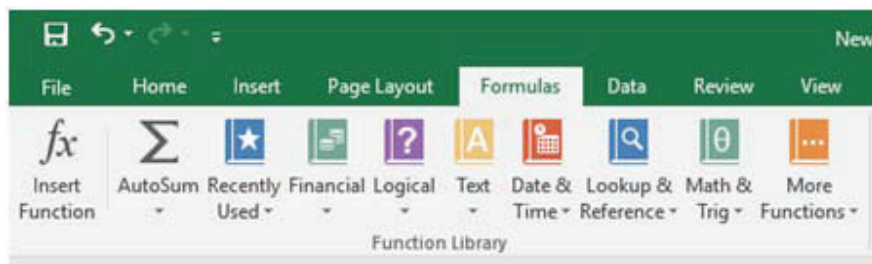 New
File Home Insert Page Layout Formulas Data Review View
fx Σ ? A θ
Insert AutoSum Recently Financial Logical Text Date & Lookup & Math & More
Function Used Time Reference Trig Functions
Function Library